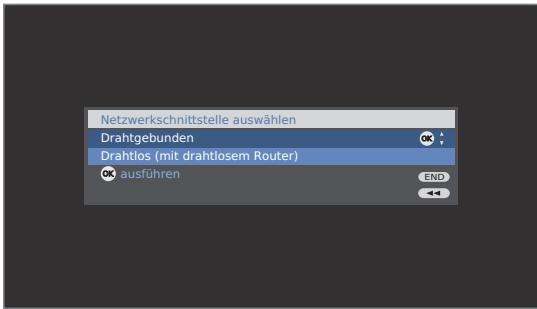 Netzwerkschnittstelle auswählen
Drahtgebunden OK
Drahtlos (mit drahtlosem Router)
OK ausführen
END